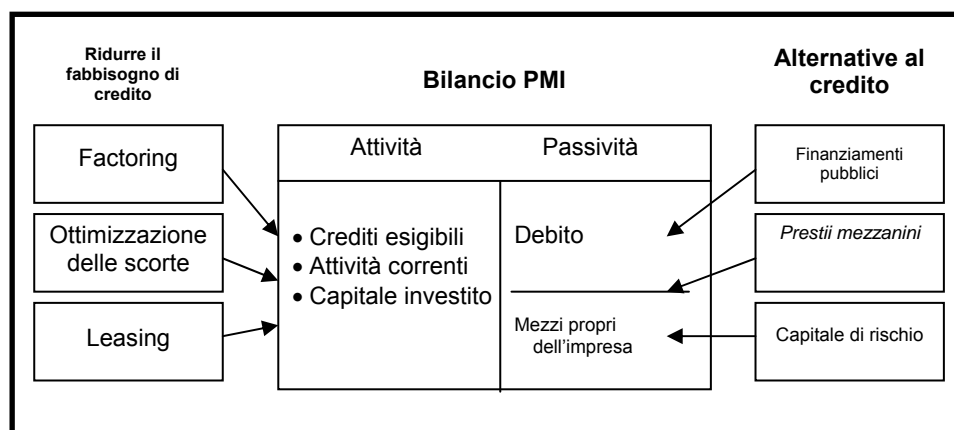 Ridurre il
fabbisogno di
credito
Bilancio PMI
Alternative al
credito
Factoring
Ottimizzazione
delle scorte
Leasing
Attività
Passività
• Crediti esigibili
• Attività correnti
• Capitale investito
Debito
Mezzi propri
dell’impresa
Finanziamenti
pubblici
Prestii mezzanini
Capitale di rischio